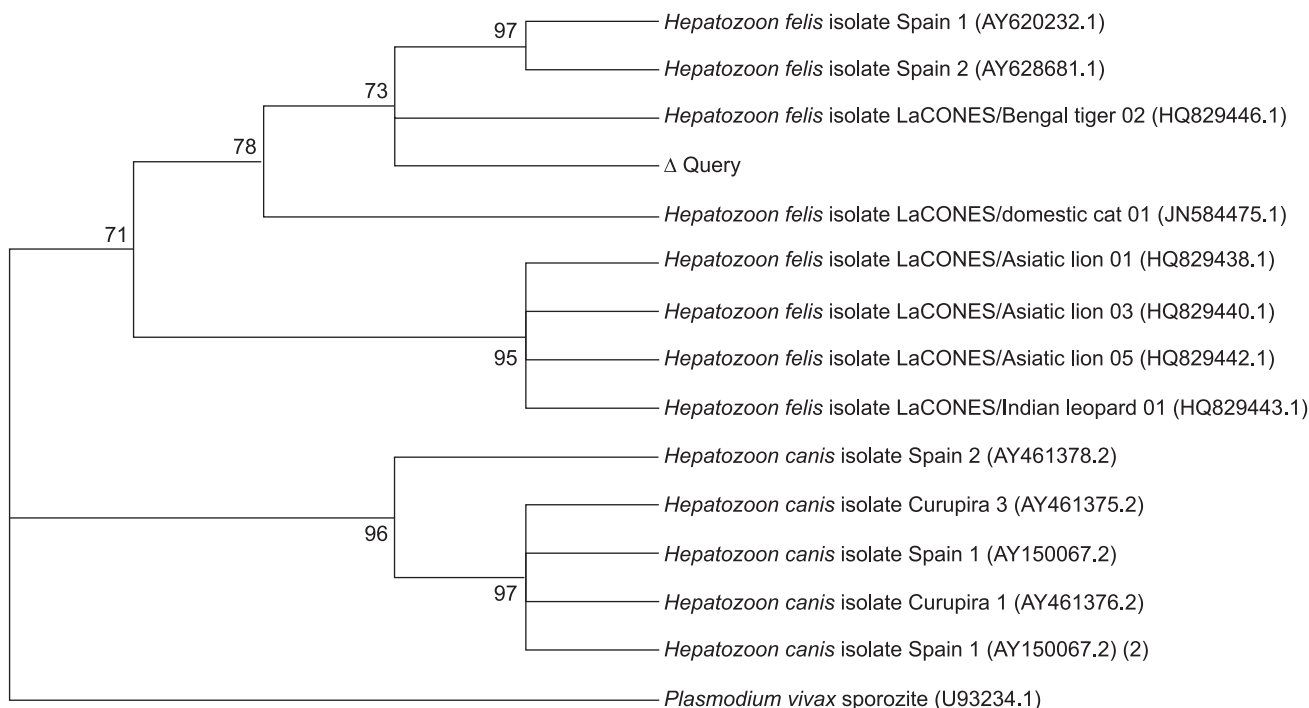 97
Hepatozoon felis isolate Spain 1 (AY620232.1)
Hepatozoon felis isolate Spain 2 (AY628681.1)
73
Hepatozoon felis isolate LaCONES/Bengal tiger 02 (HQ829446.1)
78
Δ Query
Hepatozoon felis isolate LaCONES/domestic cat 01 (JN584475.1)
71
Hepatozoon felis isolate LaCONES/Asiatic lion 01 (HQ829438.1)
Hepatozoon felis isolate LaCONES/Asiatic lion 03 (HQ829440.1)
95
Hepatozoon felis isolate LaCONES/Asiatic lion 05 (HQ829442.1)
Hepatozoon felis isolate LaCONES/Indian leopard 01 (HQ829443.1)
Hepatozoon canis isolate Spain 2 (AY461378.2)
96
Hepatozoon canis isolate Curupira 3 (AY461375.2)
Hepatozoon canis isolate Spain 1 (AY150067.2)
97
Hepatozoon canis isolate Curupira 1 (AY461376.2)
Hepatozoon canis isolate Spain 1 (AY150067.2) (2)
Plasmodium vivax sporozite (U93234.1)